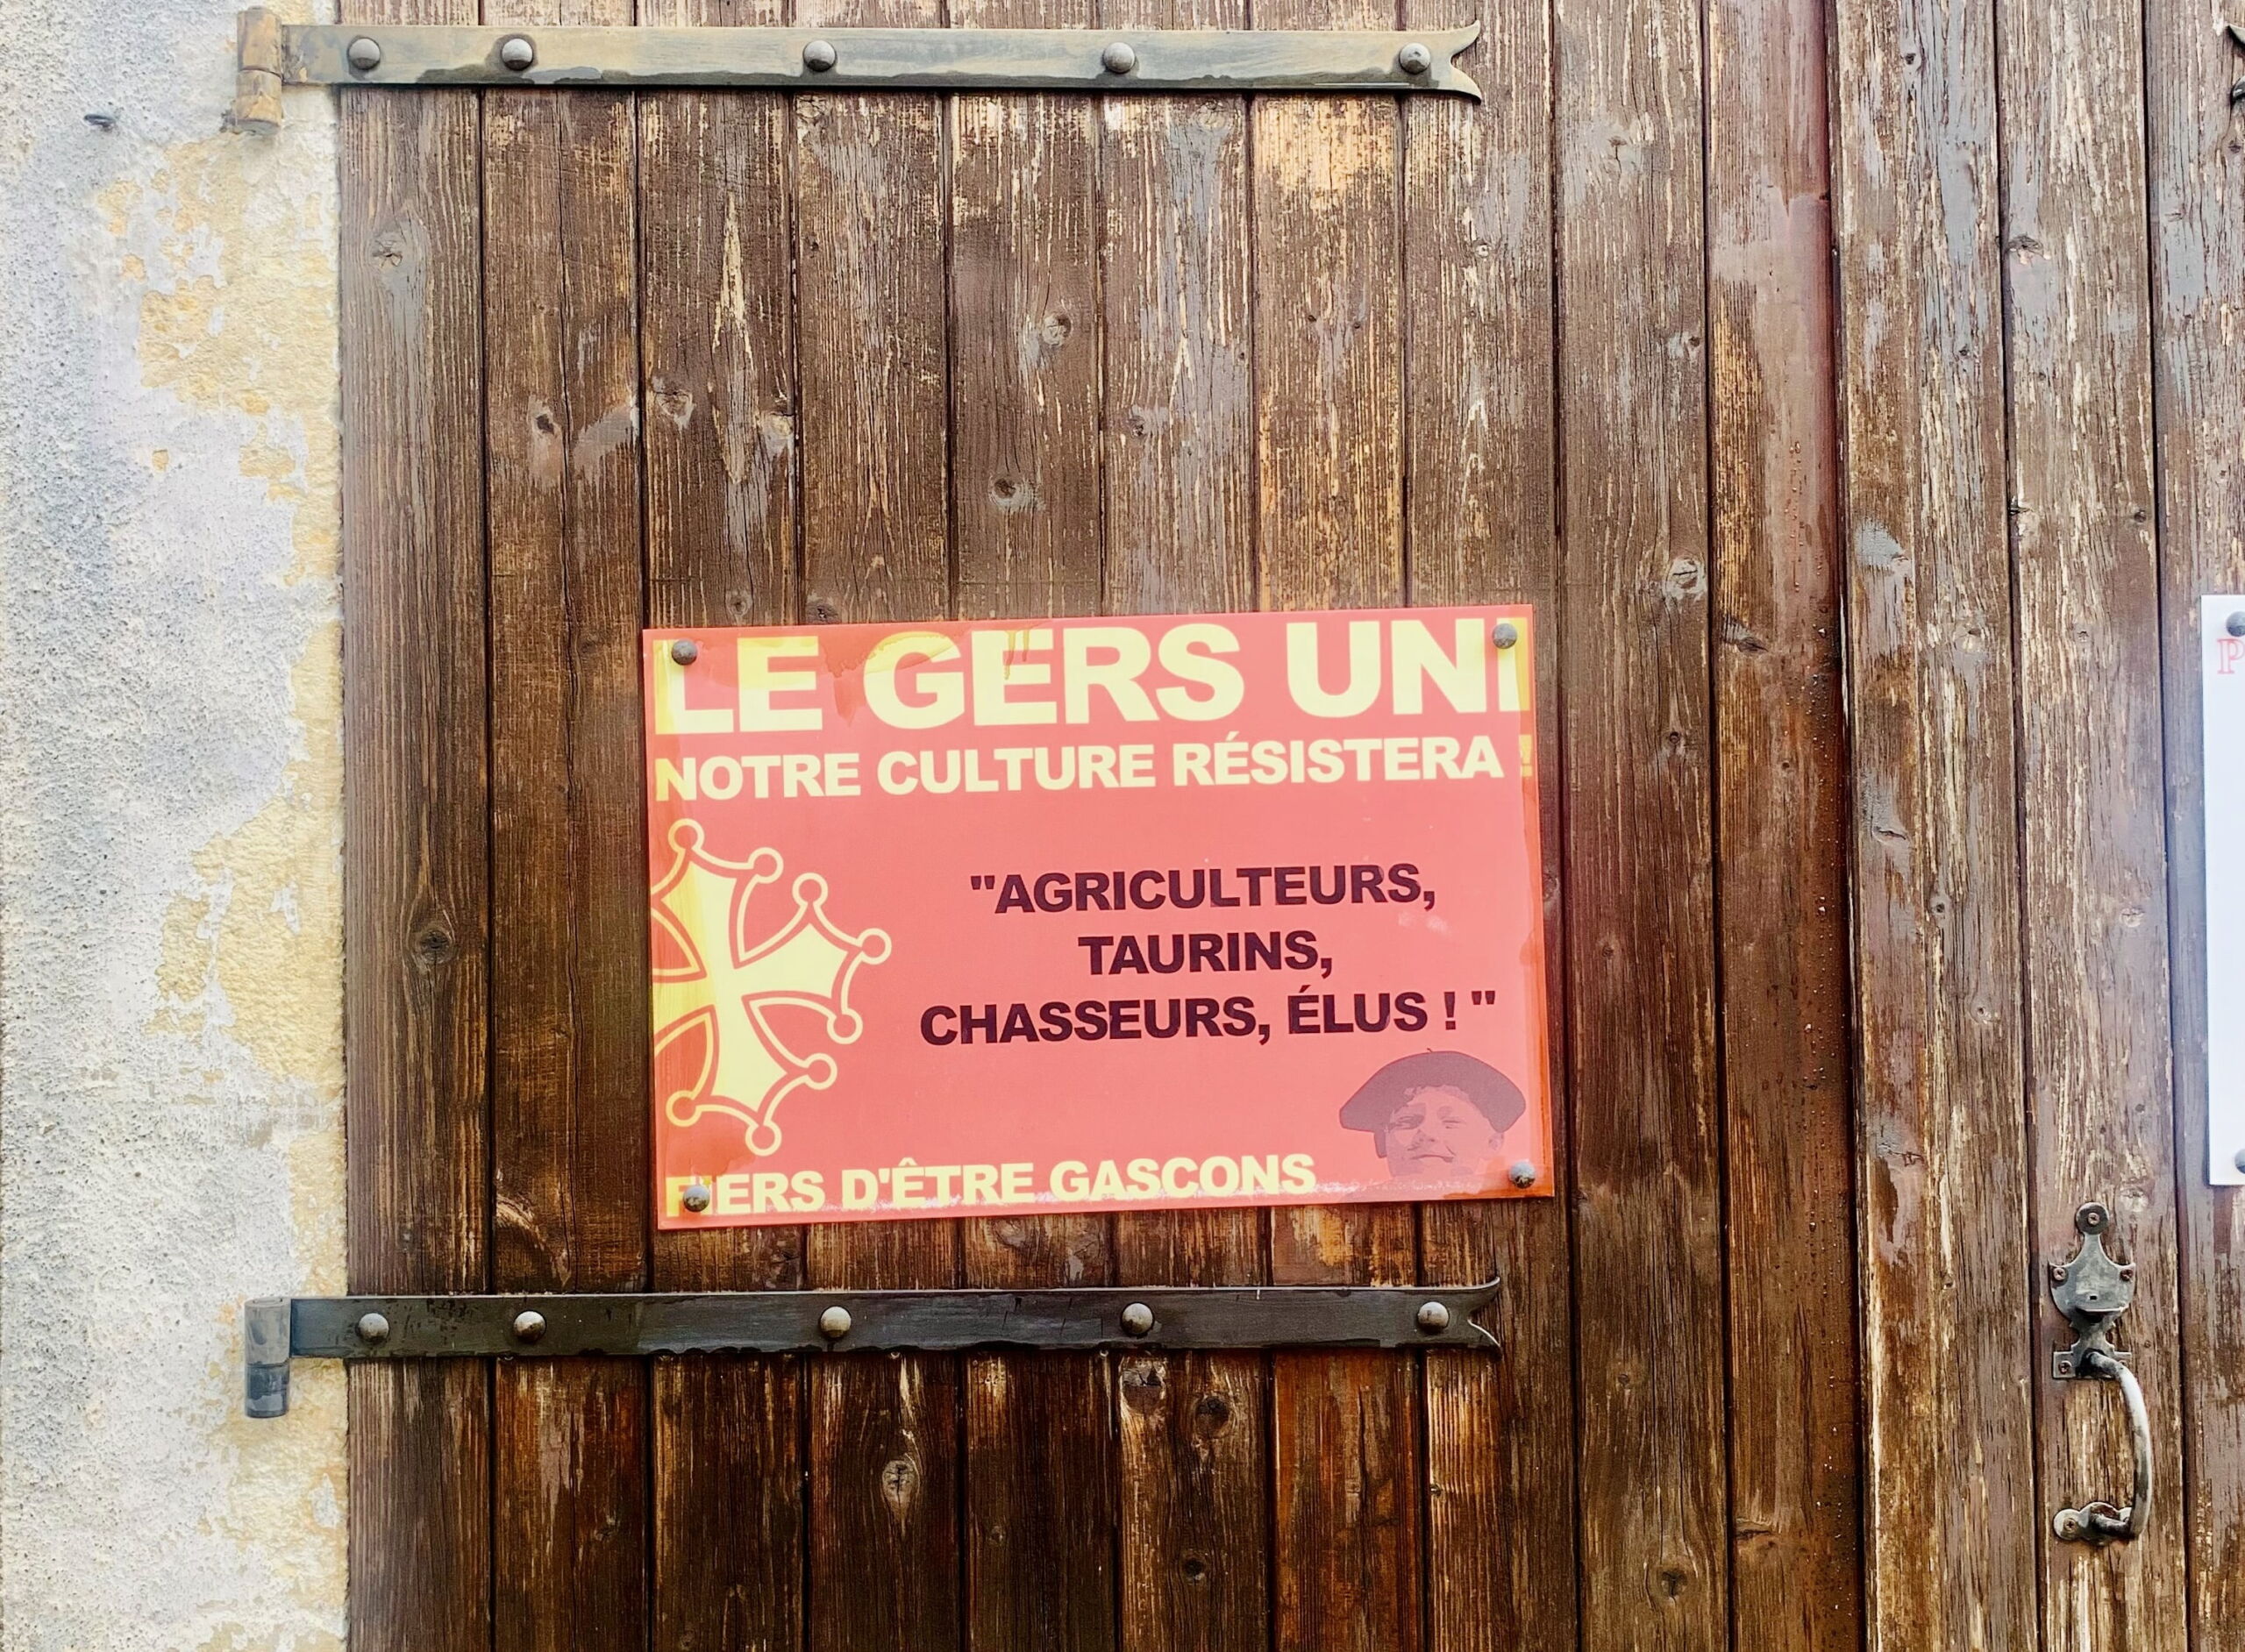 LE GERS UNI
NOTRE CULTURE RÉSISTERA !
"AGRICULTEURS,
TAURINS,
CHASSEURS, ÉLUS ! "
FIERS D'ÊTRE GASCONS
P